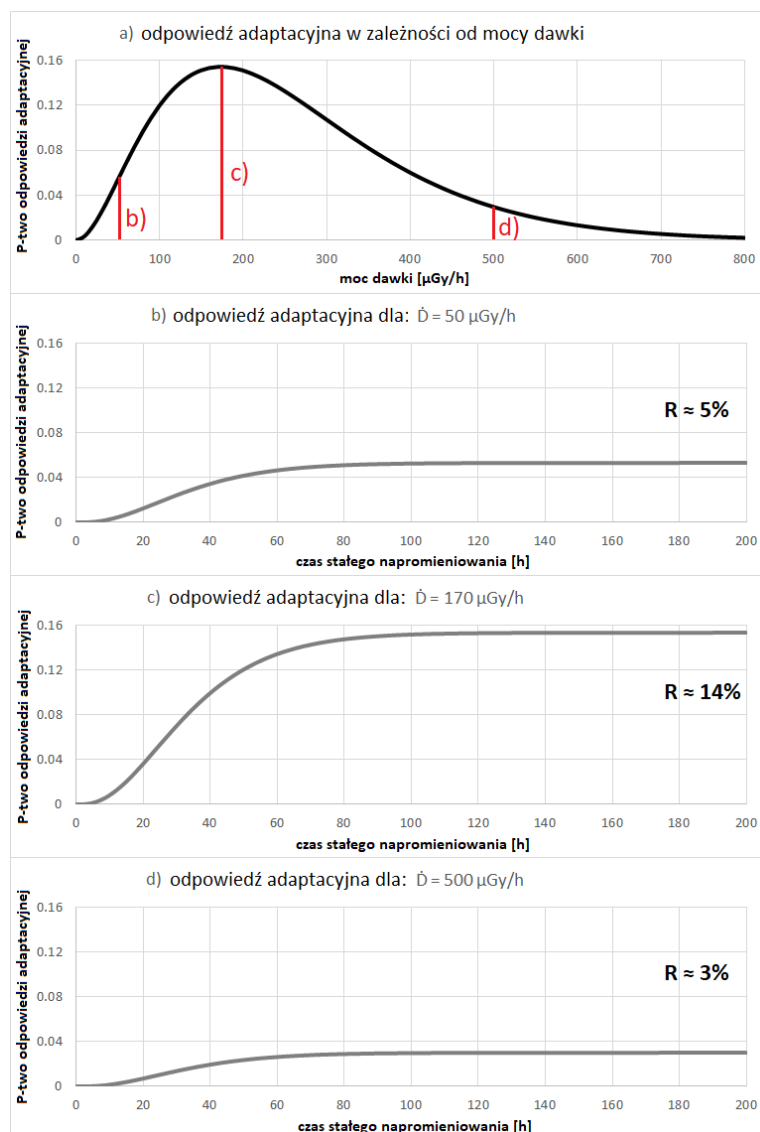 a) odpowiedź adaptacyjna w zależności od mocy dawki
P-two odpowiedzi adaptacyjnej
0.16
0.12
0.08
0.04
0
b)
c)
d)
0 100 200 300 400 500 600 700 800
moc dawki [µGy/h]
b) odpowiedź adaptacyjna dla: Ḋ = 50 µGy/h
P-two odpowiedzi adaptacyjnej
0.16
0.12
0.08
0.04
0
R ≈ 5%
0 20 40 60 80 100 120 140 160 180 200
czas stałego napromieniowania [h]
c) odpowiedź adaptacyjna dla: Ḋ = 170 µGy/h
P-two odpowiedzi adaptacyjnej
0.16
0.12
0.08
0.04
0
R ≈ 14%
0 20 40 60 80 100 120 140 160 180 200
czas stałego napromieniowania [h]
d) odpowiedź adaptacyjna dla: Ḋ = 500 µGy/h
P-two odpowiedzi adaptacyjnej
0.16
0.12
0.08
0.04
0
R ≈ 3%
0 20 40 60 80 100 120 140 160 180 200
czas stałego napromieniowania [h]